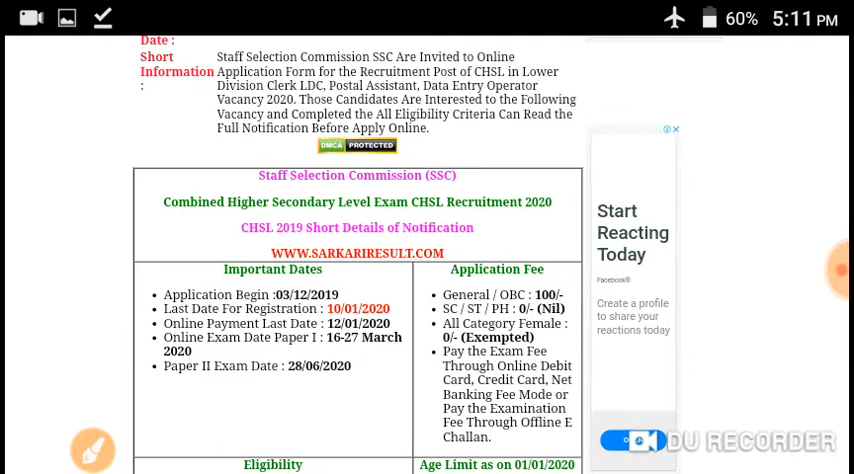 60% 5:11 PM
Date :
Short Information : Staff Selection Commission SSC Are Invited to Online
Application Form for the Recruitment Post of CHSL in Lower
Division Clerk LDC, Postal Assistant, Data Entry Operator
Vacancy 2020. Those Candidates Are Interested to the Following
Vacancy and Completed the All Eligibility Criteria Can Read the
Full Notification Before Apply Online.
DMCA PROTECTED
Staff Selection Commission (SSC)
Combined Higher Secondary Level Exam CHSL Recruitment 2020
CHSL 2019 Short Details of Notification
WWW.SARKARIRESULT.COM
Important Dates
Application Begin :03/12/2019
Last Date For Registration : 10/01/2020
Online Payment Last Date : 12/01/2020
Online Exam Date Paper I : 16-27 March
2020
Paper II Exam Date : 28/06/2020
Application Fee
General / OBC : 100/-
SC / ST / PH : 0/- (Nil)
All Category Female :
0/- (Exempted)
Pay the Exam Fee
Through Online Debit
Card, Credit Card, Net
Banking Fee Mode or
Pay the Examination
Fee Through Offline E
Challan.
Eligibility
Age Limit as on 01/01/2020
Start
Reacting
Today
Facebook®
Create a profile
to share your
reactions today
DU RECORDER